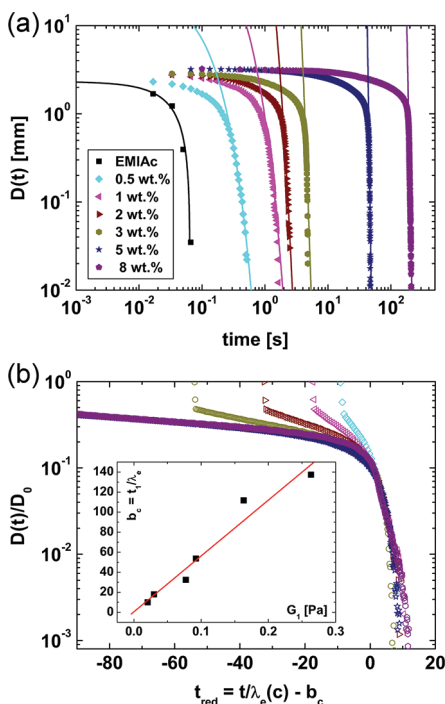 (a)
10¹
10⁰
10⁻¹
10⁻²
D(t) [mm]
EMIAc
0.5 wt.%
1 wt.%
2 wt.%
3 wt.%
5 wt.%
8 wt.%
10⁻³ 10⁻² 10⁻¹ 10⁰ 10¹ 10²
time [s]
(b)
10⁰
10⁻¹
10⁻²
10⁻³
D(t)/D₀
140
120
100
80
60
40
20
0
b_c = t₁/λₑ
G₁ [Pa]
0.0 0.1 0.2 0.3
-80 -60 -40 -20 0 20
t_red = t/λₑ(c) - b_c